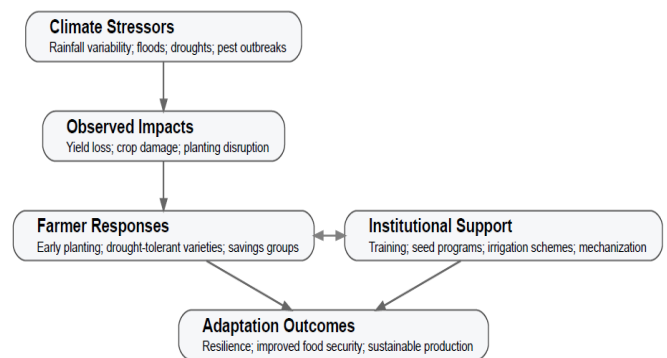 Climate Stressors
Rainfall variability; floods; droughts; pest outbreaks
Observed Impacts
Yield loss; crop damage; planting disruption
Farmer Responses
Early planting; drought-tolerant varieties; savings groups
Institutional Support
Training; seed programs; irrigation schemes; mechanization
Adaptation Outcomes
Resilience; improved food security; sustainable production